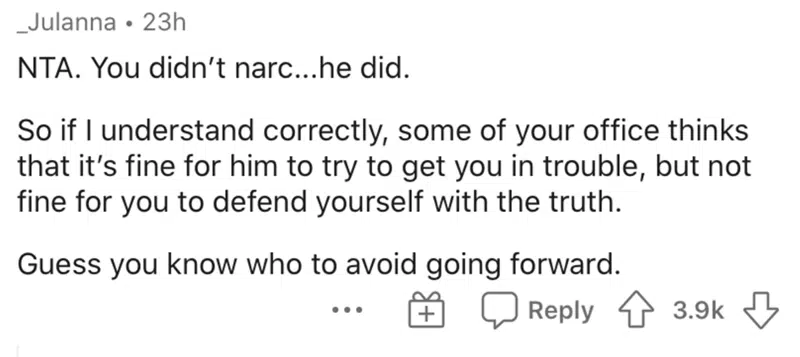 _Julanna • 23h
NTA. You didn’t narc...he did.
So if I understand correctly, some of your office thinks
that it’s fine for him to try to get you in trouble, but not
fine for you to defend yourself with the truth.
Guess you know who to avoid going forward.
Reply 3.9k